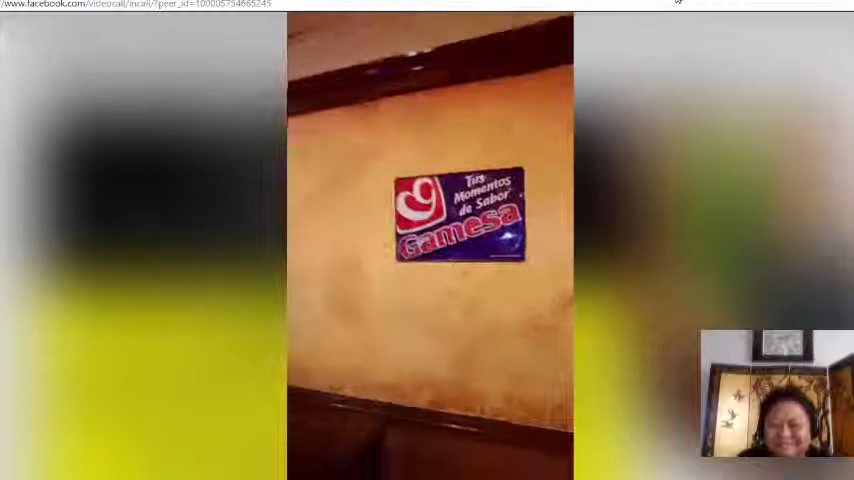 /www.facebook.com/videocall/incall/?peer_id=100005754665245
Tus
Momentos
de Sabor
Gamesa